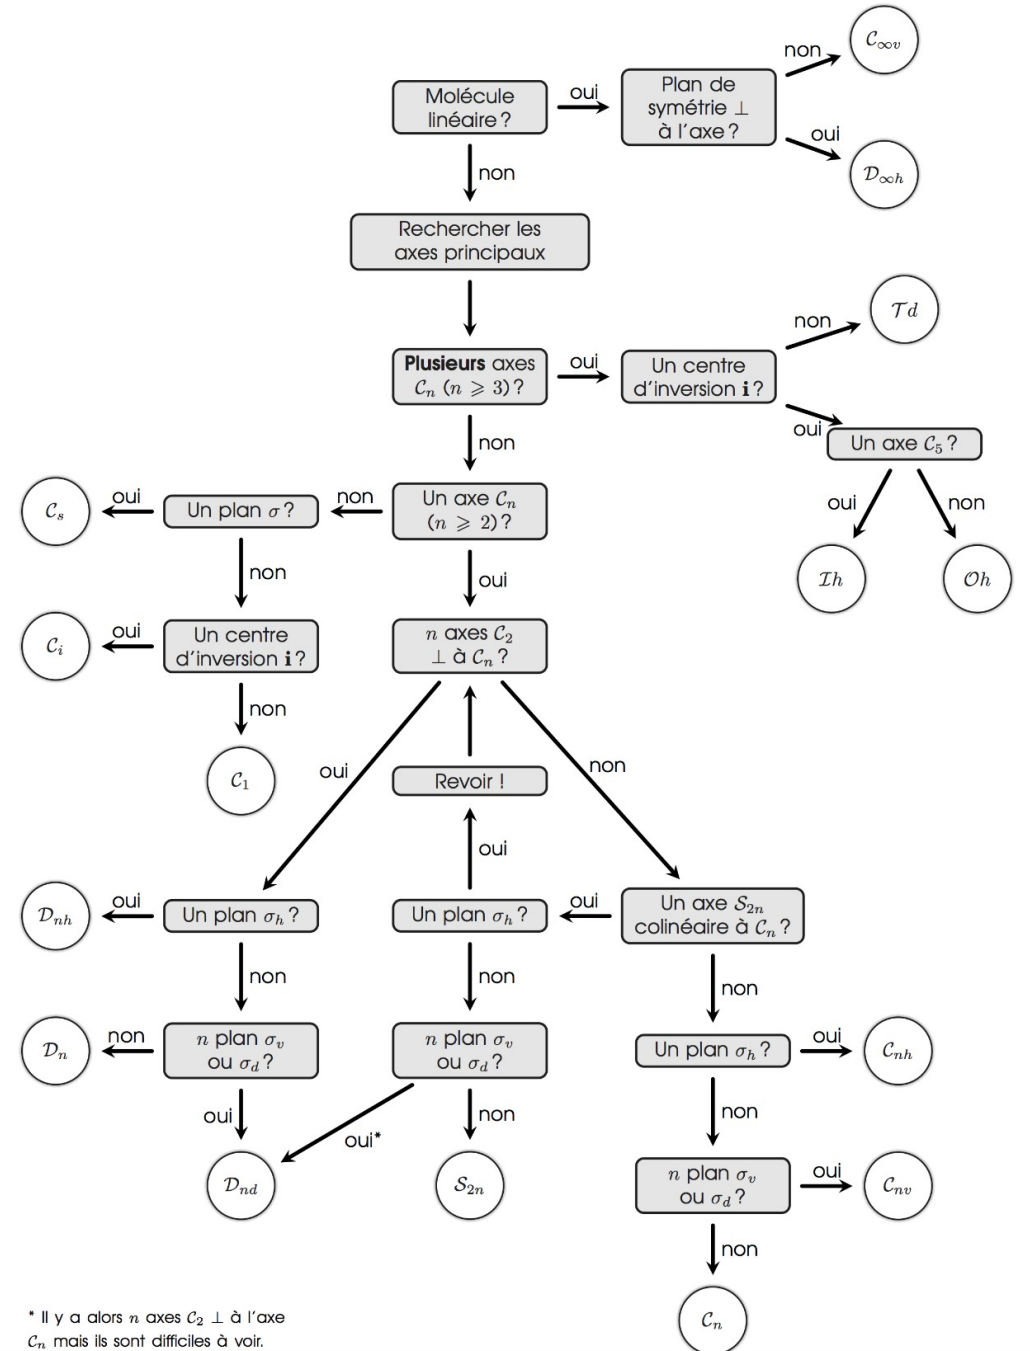 non
C∞v
Molécule
linéaire ?
oui
Plan de
symétrie ⊥
à l'axe ?
oui
D∞h
non
Rechercher les
axes principaux
non
Td
Plusieurs axes
Cn (n ⩾ 3) ?
oui
Un centre
d'inversion i ?
oui
Un axe C5 ?
non
oui
non
Ih
Oh
Cs
oui
Un plan σ ?
non
Un axe Cn
(n ⩾ 2) ?
non
oui
Ci
oui
Un centre
d'inversion i ?
n axes C2
⊥ à Cn ?
non
C1
oui
Revoir !
non
oui
Dnh
oui
Un plan σh ?
Un plan σh ?
oui
Un axe S2n
colinéaire à Cn ?
non
non
non
Dn
non
n plan σv
ou σd ?
n plan σv
ou σd ?
Un plan σh ?
oui
Cnh
oui
oui*
non
non
Dnd
S2n
n plan σv
ou σd ?
oui
Cnv
non
Cn
* Il y a alors n axes C2 ⊥ à l'axe
Cn mais ils sont difficiles à voir.